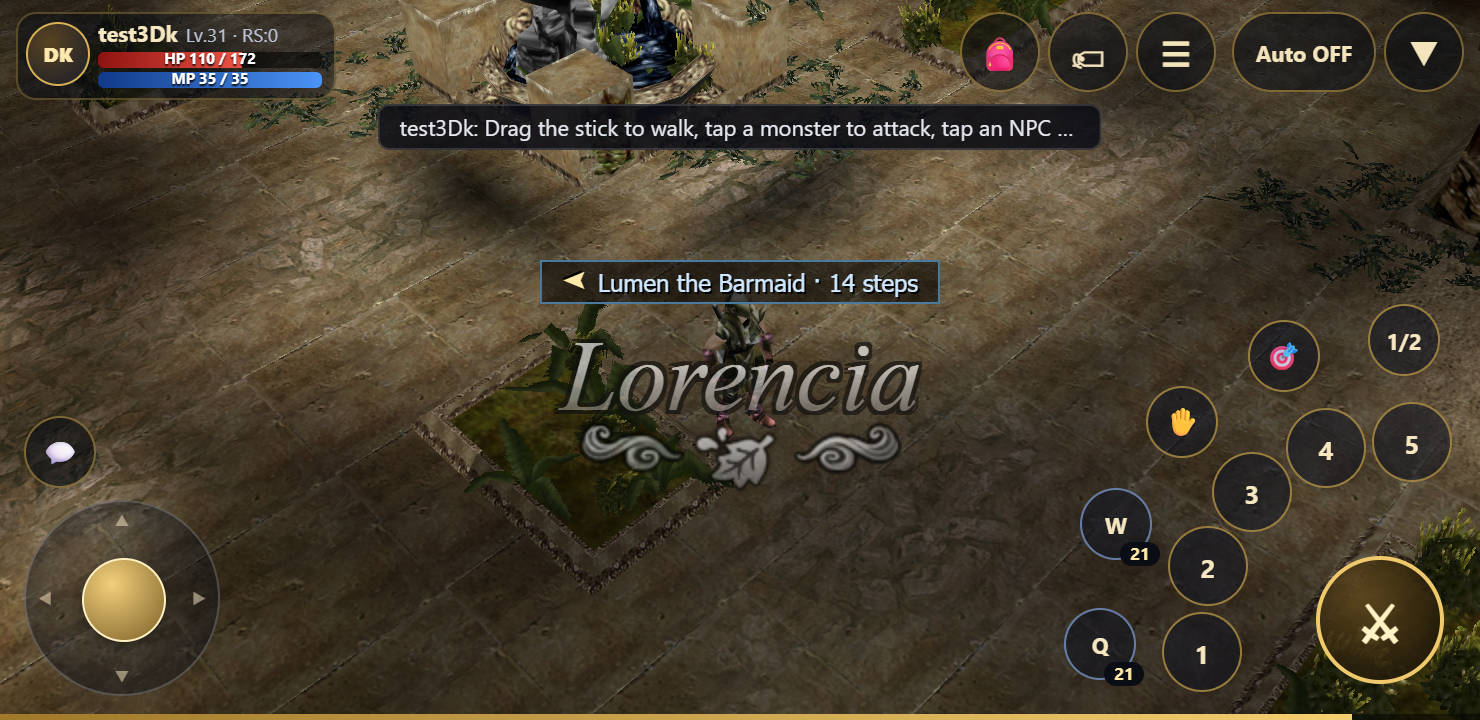 DK
test3Dk Lv.31 · RS:0
HP 110 / 172
MP 35 / 35
Auto OFF
test3Dk: Drag the stick to walk, tap a monster to attack, tap an NPC ...
Lumen the Barmaid · 14 steps
Lorencia
1/2
4
5
3
W
21
2
Q
21
1